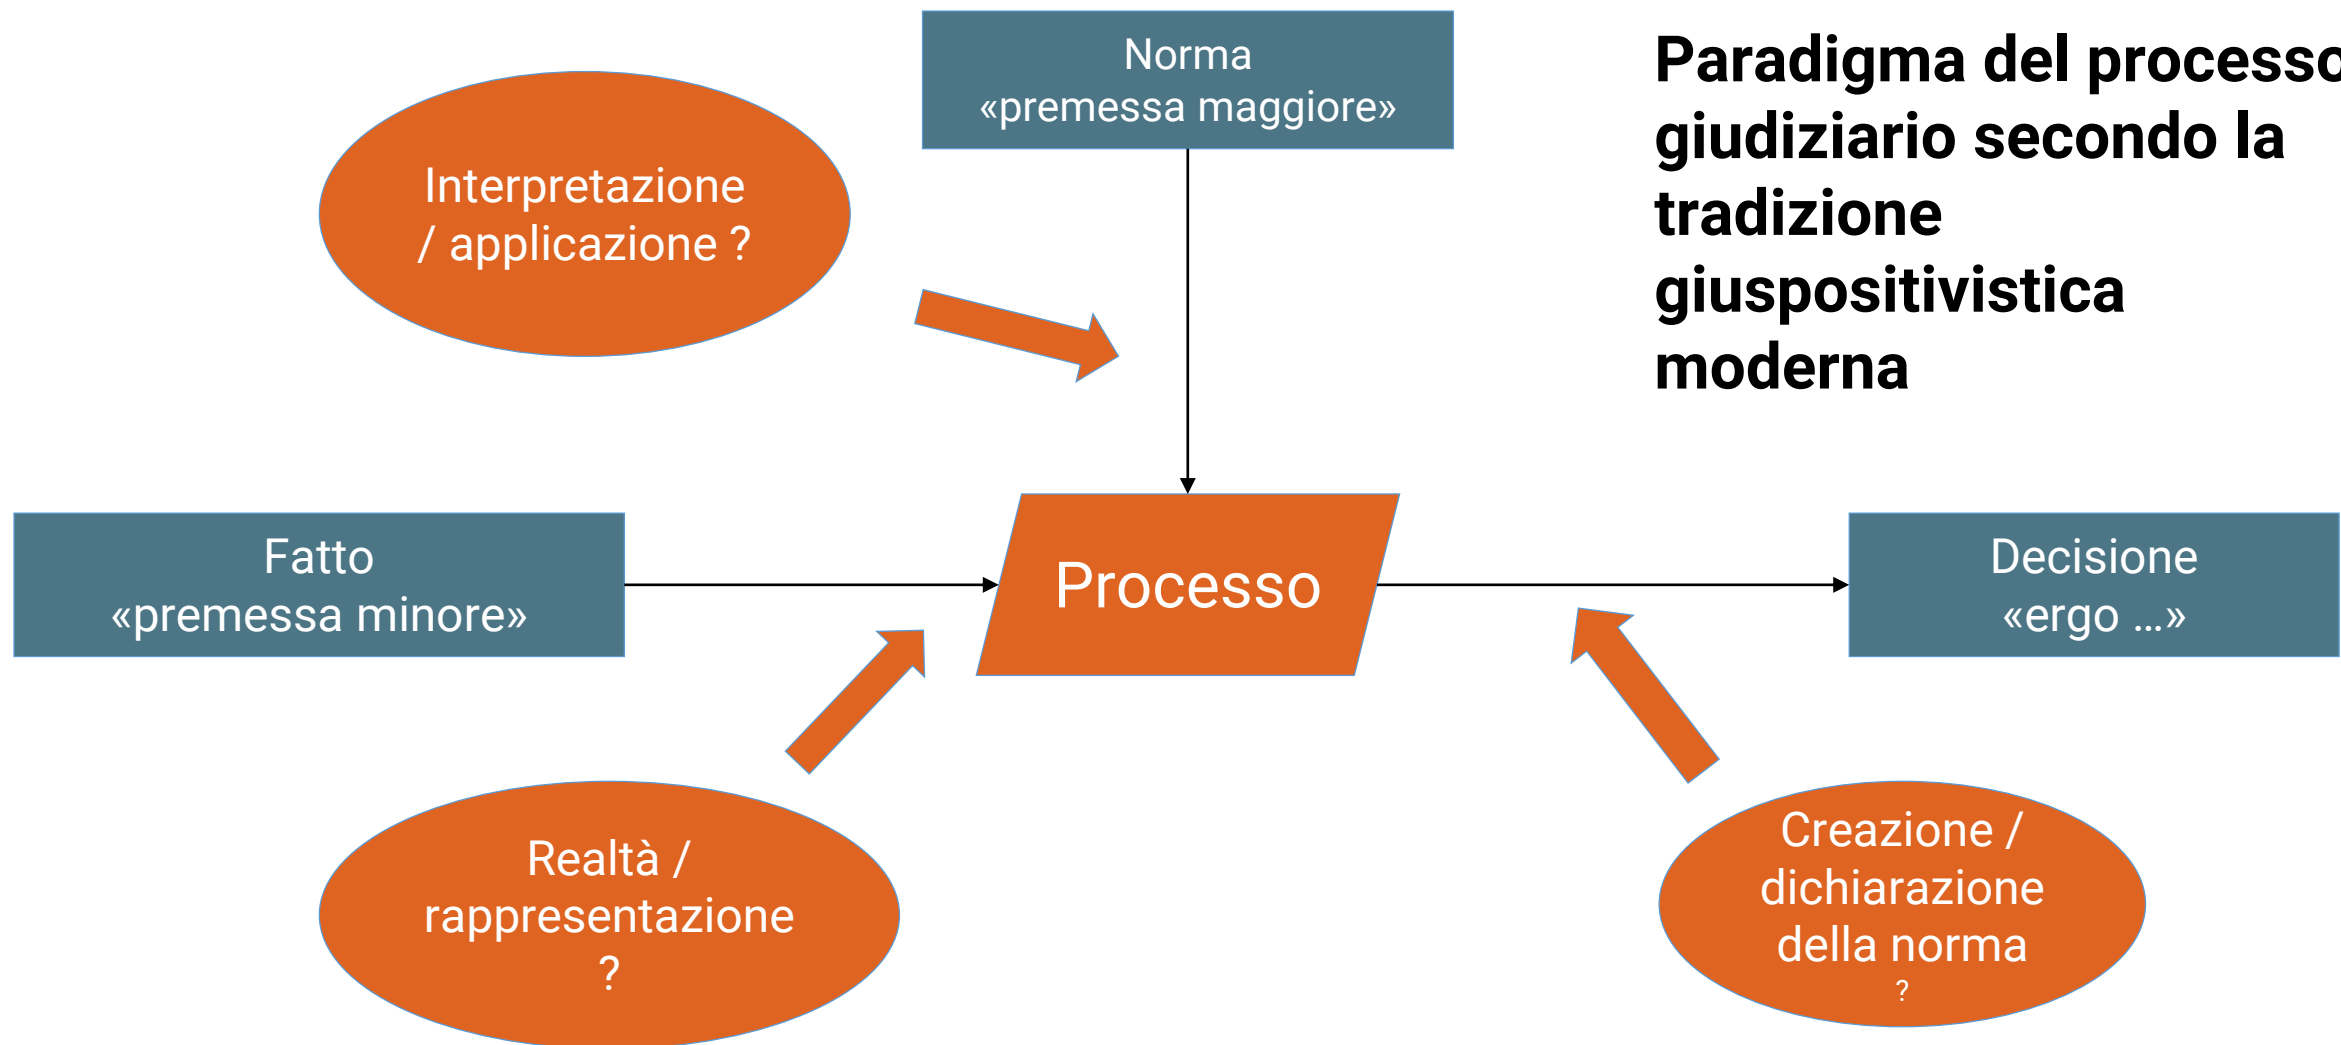 Norma
«premessa maggiore»
Paradigma del processo
giudiziario secondo la
tradizione
giuspositivistica
moderna
Interpretazione
/ applicazione ?
Fatto
«premessa minore»
Processo
Decisione
«ergo ...»
Realtà /
rappresentazione
?
Creazione /
dichiarazione
della norma
?